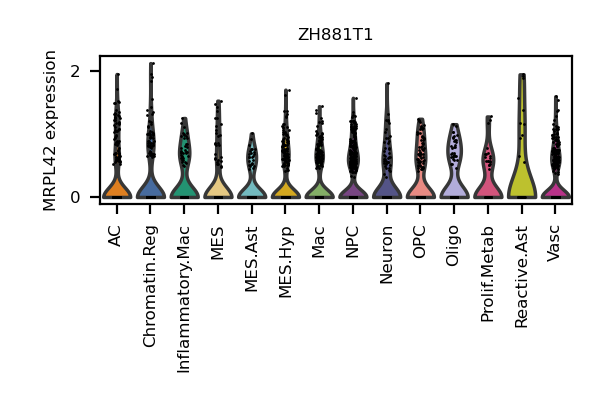 ZH881T1
MRPL42 expression
2
0
AC
Chromatin.Reg
Inflammatory.Mac
MES
MES.Ast
MES.Hyp
Mac
NPC
Neuron
OPC
Oligo
Prolif.Metab
Reactive.Ast
Vasc